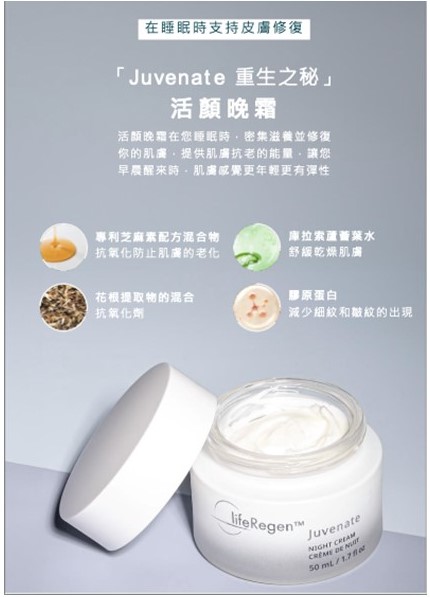 在睡眠時支持皮膚修復
「Juvenate 重生之秘」
活顏晚霜
活顏晚霜在您睡眠時，密集滋養並修復
你的肌膚，提供肌膚抗老的能量，讓您
早晨醒來時，肌膚感覺更年輕更有彈性
專利芝麻素配方混合物
抗氧化防止肌膚的老化
庫拉索蘆薈葉水
舒緩乾燥肌膚
花根提取物的混合
抗氧化劑
膠原蛋白
減少細紋和皺紋的出現
lifeRegen™
Juvenate
NIGHT CREAM
CRÈME DE NUIT
50 mL / 1.7 fl oz